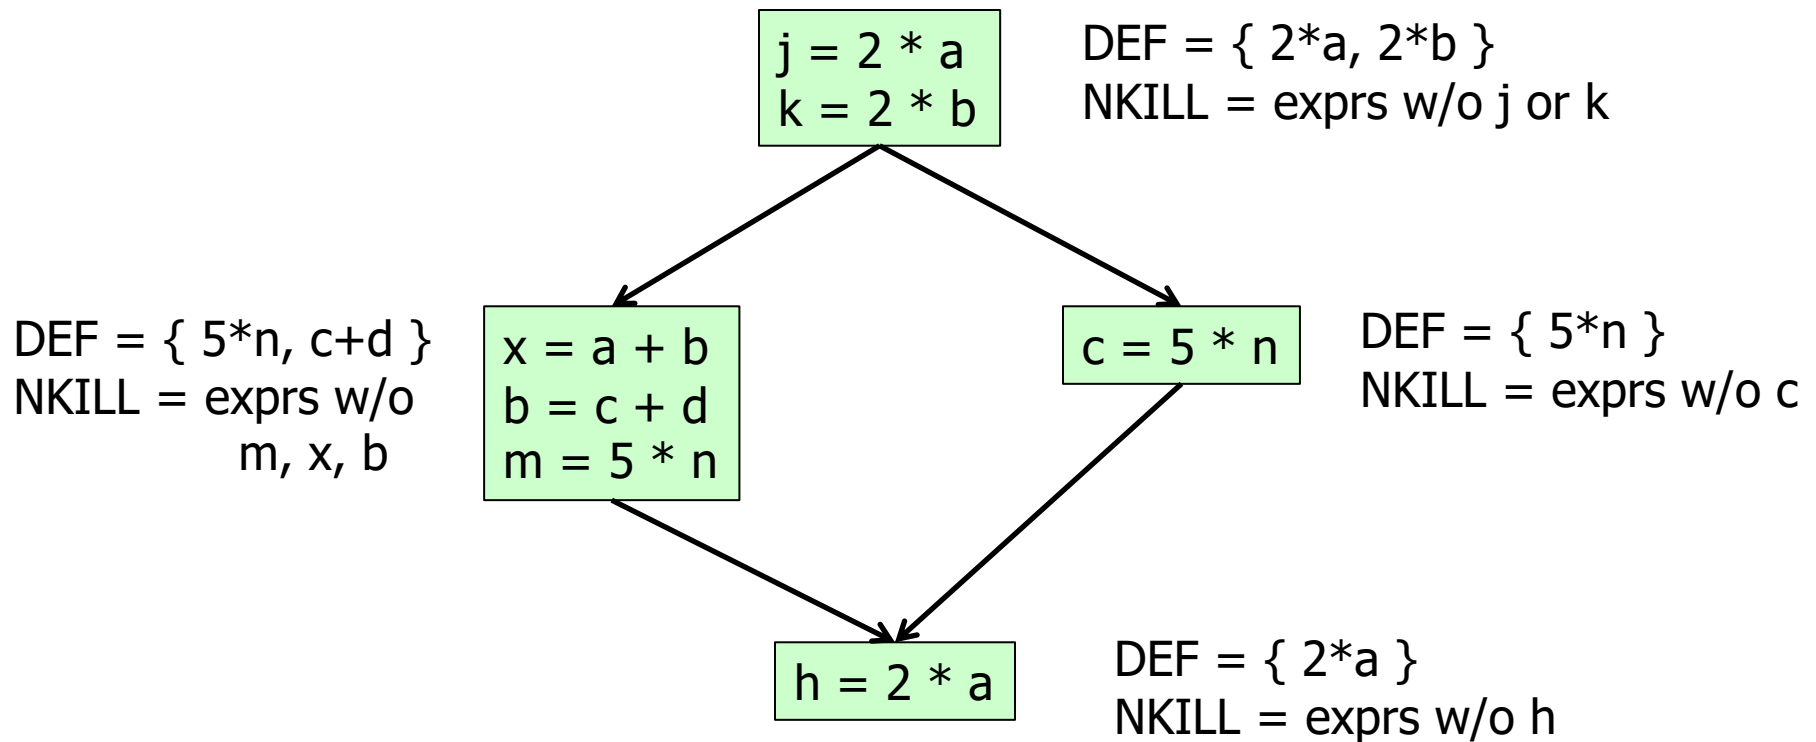 j = 2 * a
k = 2 * b
DEF = { 2*a, 2*b }
NKILL = exprs w/o j or k
DEF = { 5*n, c+d }
NKILL = exprs w/o
m, x, b
x = a + b
b = c + d
m = 5 * n
c = 5 * n
DEF = { 5*n }
NKILL = exprs w/o c
h = 2 * a
DEF = { 2*a }
NKILL = exprs w/o h